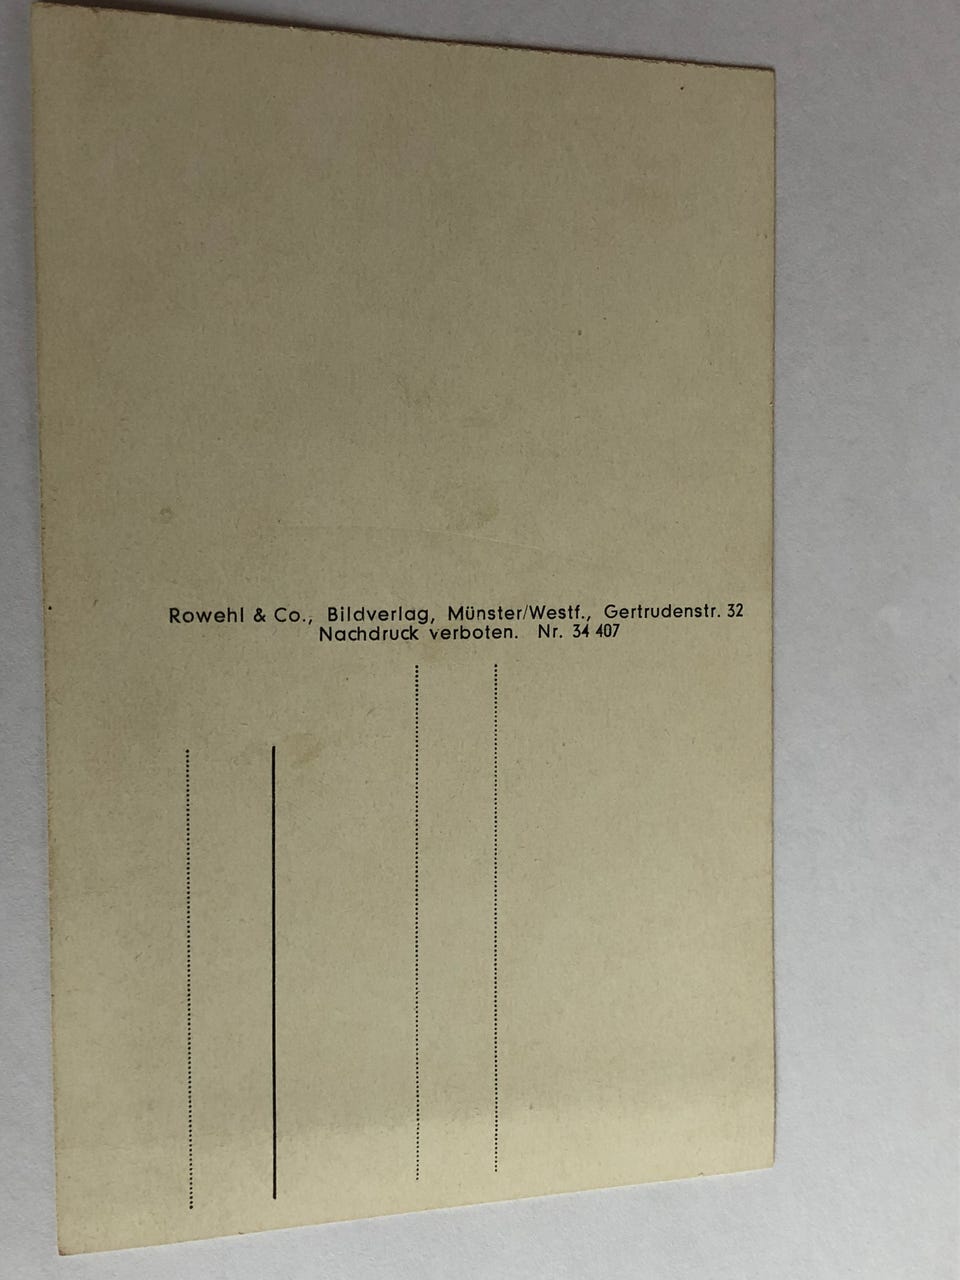 Rowehl & Co., Bildverlag, Münster/Westf., Gertrudenstr. 32
Nachdruck verboten. Nr. 34 407